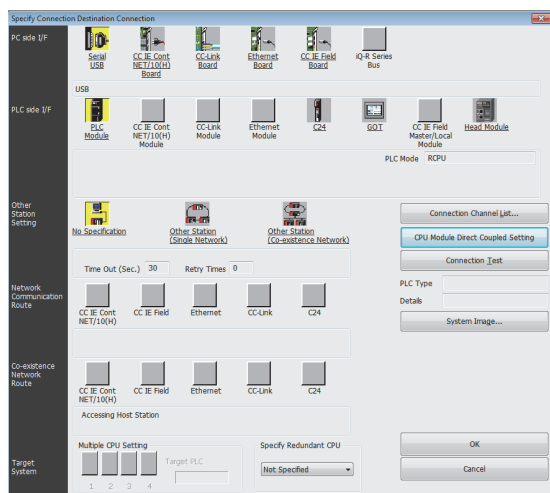 Specify Connection Destination Connection
PC side I/F
Serial USB
CC IE Cont NET/10(H) Board
CC-Link Board
Ethernet Board
CC IE Field Board
iQ-R Series Bus
USB
PLC side I/F
PLC Module
CC IE Cont NET/10(H) Module
CC-Link Module
Ethernet Module
C24
GOT
CC IE Field Master/Local Module
Head Module
PLC Mode RCPU
Other Station Setting
No Specification
Other Station (Single Network)
Other Station (Co-existence Network)
Connection Channel List...
CPU Module Direct Coupled Setting
Time Out (Sec.) 30 Retry Times 0
Connection Test
PLC Type
Details
System Image...
Network Communication Route
CC IE Cont NET/10(H)
CC IE Field
Ethernet
CC-Link
C24
Co-existence Network Route
CC IE Cont NET/10(H)
CC IE Field
Ethernet
CC-Link
C24
Accessing Host Station
Target System
Multiple CPU Setting
Target PLC
1 2 3 4
Specify Redundant CPU
Not Specified
OK
Cancel